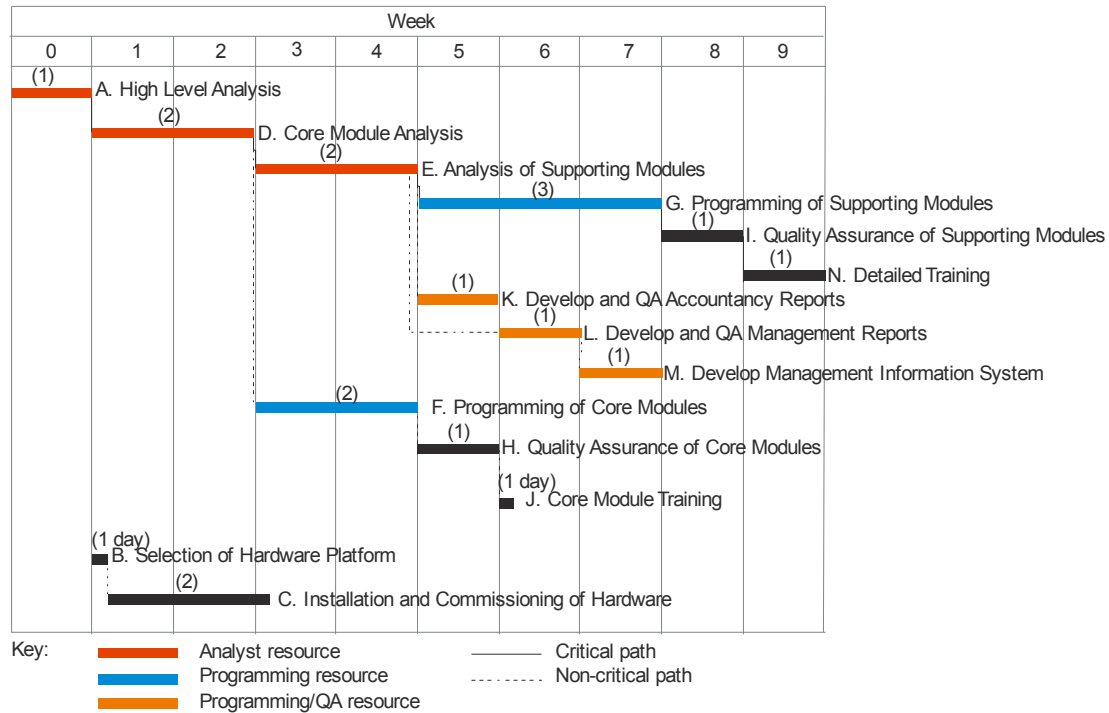 Week
0 1 2 3 4 5 6 7 8 9
(1)
A. High Level Analysis
(2)
D. Core Module Analysis
(2)
E. Analysis of Supporting Modules
(3)
G. Programming of Supporting Modules
(1)
I. Quality Assurance of Supporting Modules
(1)
N. Detailed Training
(1)
K. Develop and QA Accountancy Reports
(1)
L. Develop and QA Management Reports
(1)
M. Develop Management Information System
(2)
F. Programming of Core Modules
(1)
H. Quality Assurance of Core Modules
(1 day)
J. Core Module Training
(1 day)
B. Selection of Hardware Platform
(2)
C. Installation and Commissioning of Hardware
Key:
Analyst resource
Critical path
Programming resource
Non-critical path
Programming/QA resource